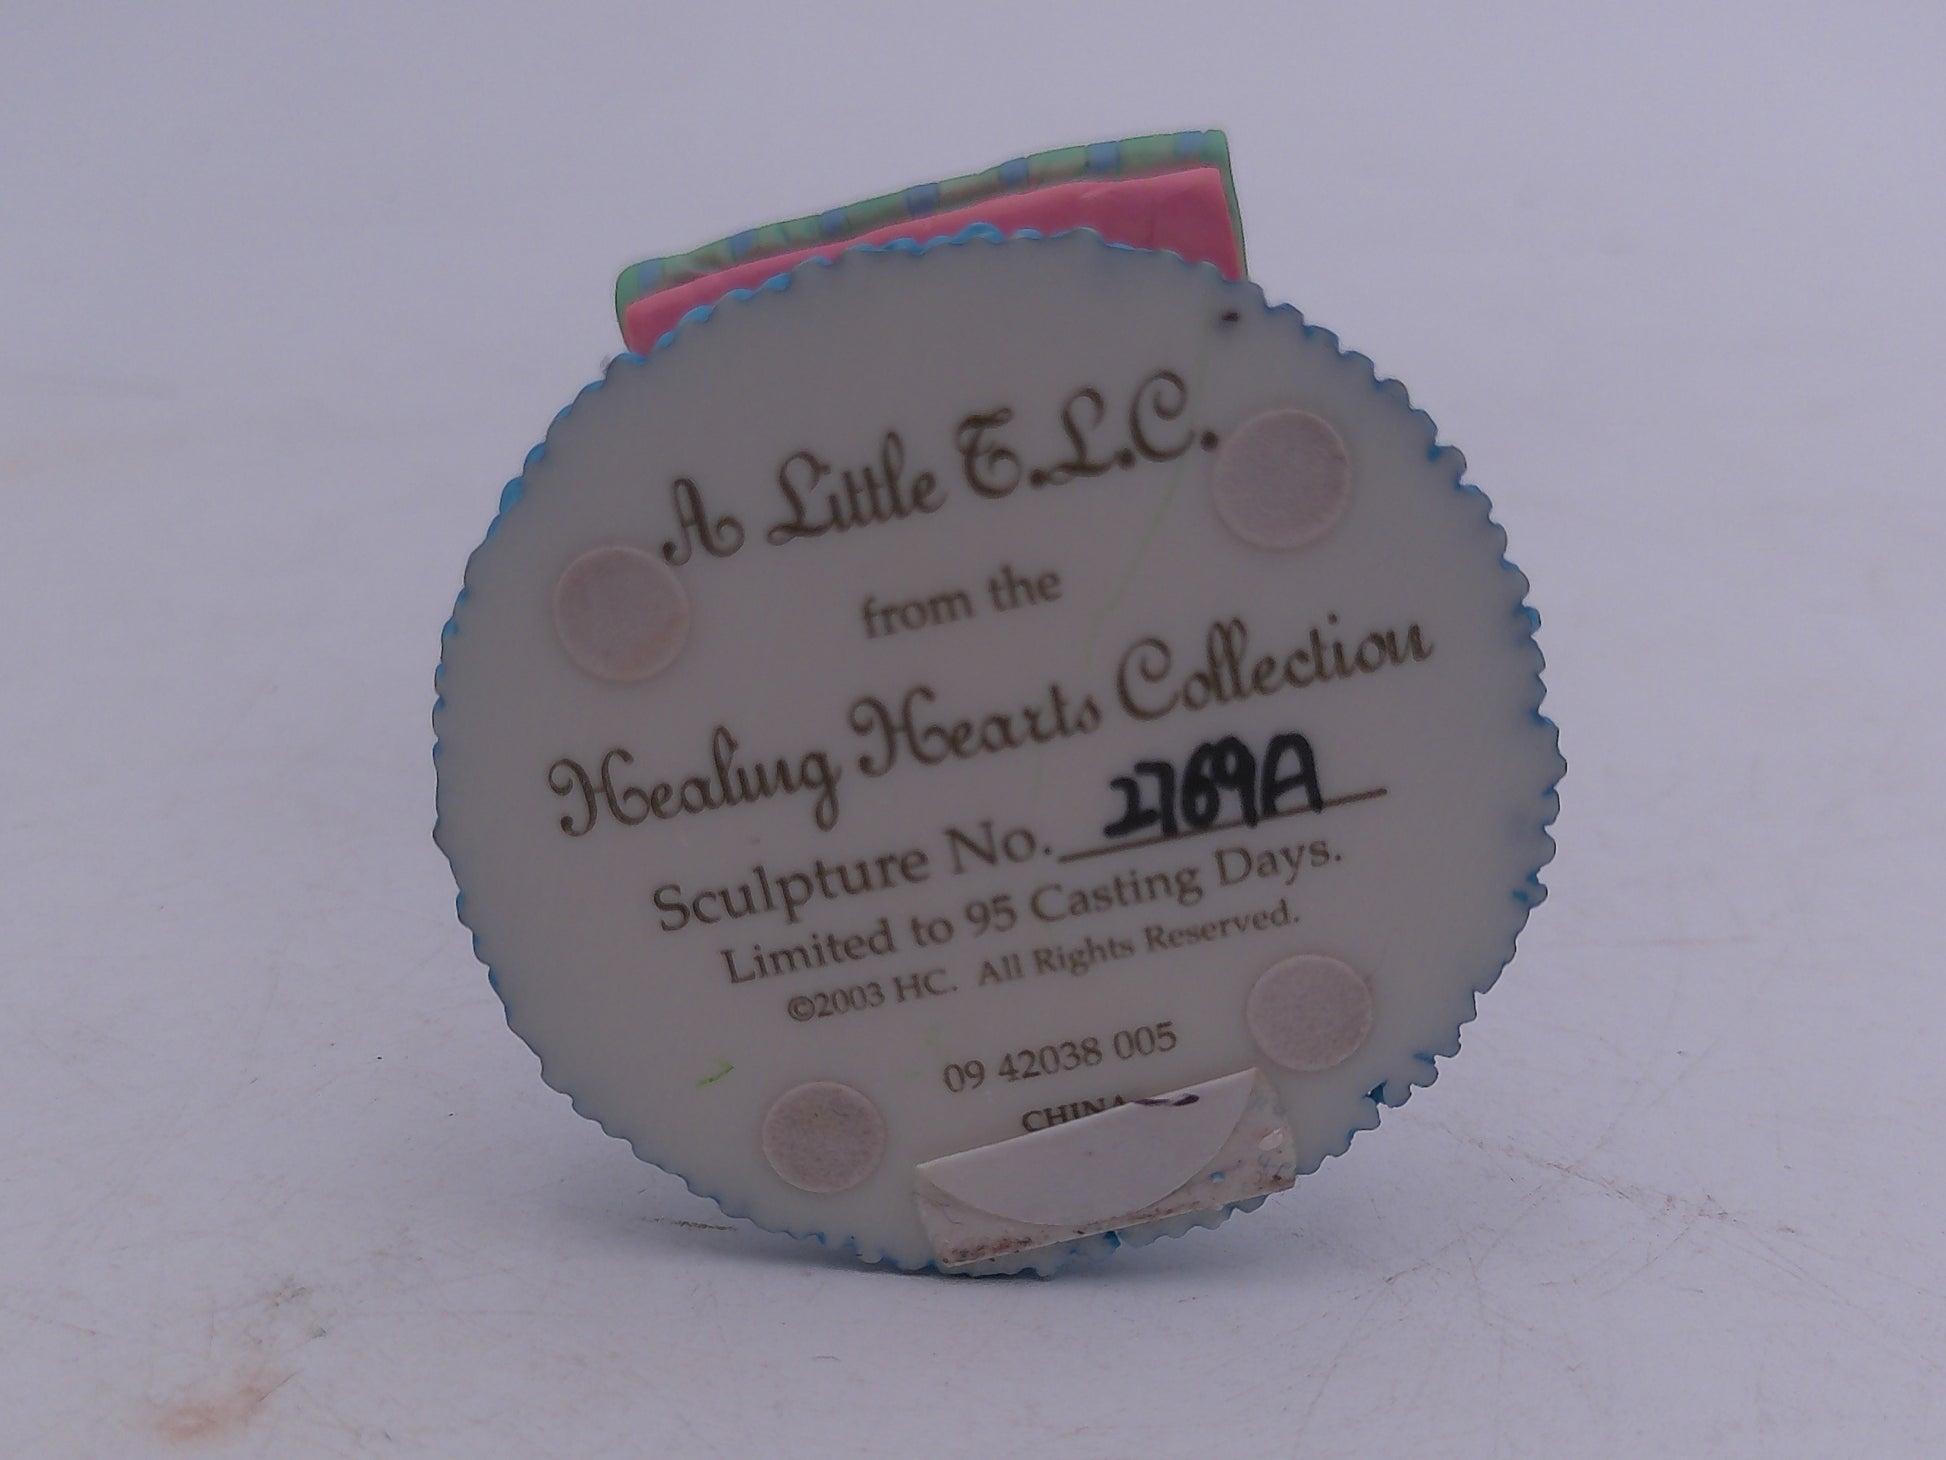 A Little T.L.C.
from the
Healing Hearts Collection
Sculpture No. 2769A
Limited to 95 Casting Days.
©2003 HC. All Rights Reserved.
09 42038 005
CHINA